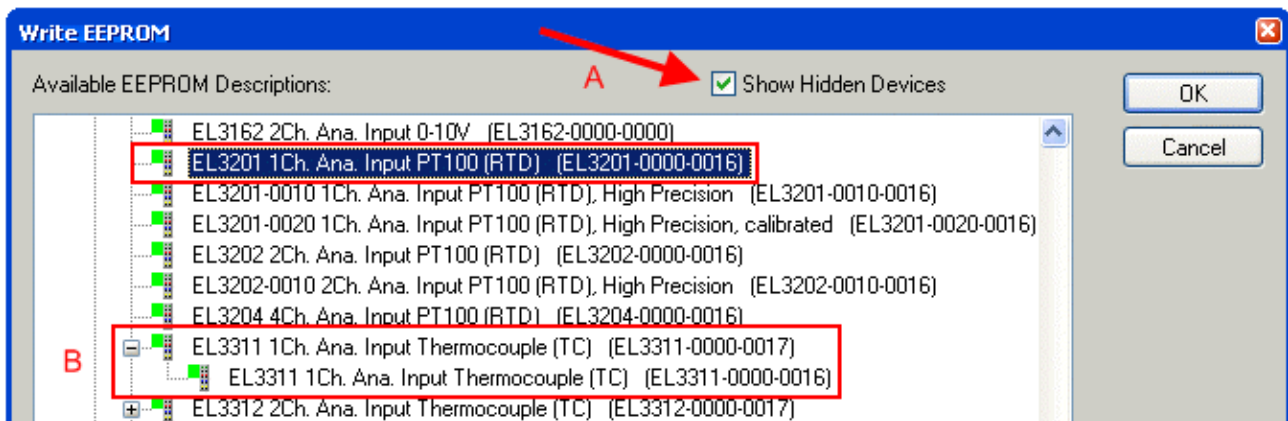 Write EEPROM
Available EEPROM Descriptions:
A
Show Hidden Devices
OK
Cancel
EL3162 2Ch. Ana. Input 0-10V (EL3162-0000-0000)
EL3201 1Ch. Ana. Input PT100 (RTD) (EL3201-0000-0016)
EL3201-0010 1Ch. Ana. Input PT100 (RTD), High Precision (EL3201-0010-0016)
EL3201-0020 1Ch. Ana. Input PT100 (RTD), High Precision, calibrated (EL3201-0020-0016)
EL3202 2Ch. Ana. Input PT100 (RTD) (EL3202-0000-0016)
EL3202-0010 2Ch. Ana. Input PT100 (RTD), High Precision (EL3202-0010-0016)
EL3204 4Ch. Ana. Input PT100 (RTD) (EL3204-0000-0016)
B
EL3311 1Ch. Ana. Input Thermocouple (TC) (EL3311-0000-0017)
EL3311 1Ch. Ana. Input Thermocouple (TC) (EL3311-0000-0016)
EL3312 2Ch. Ana. Input Thermocouple (TC) (EL3312-0000-0017)